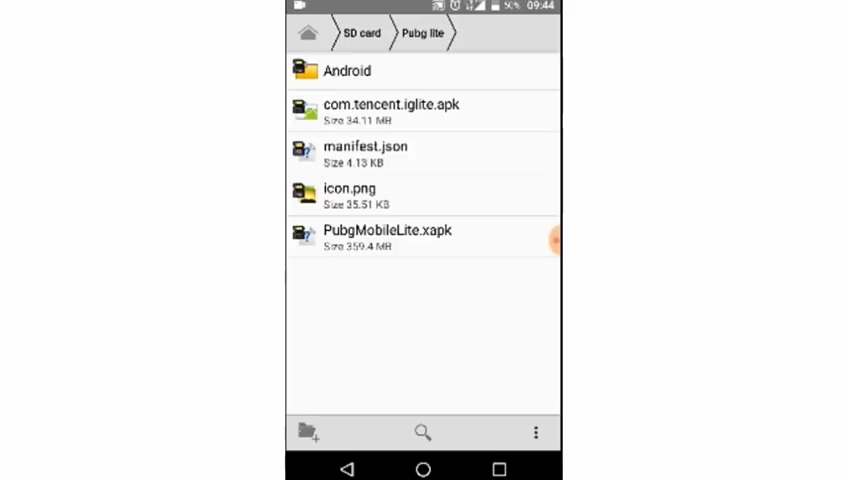 50% 09:44
SD card Pubg lite
Android
com.tencent.iglite.apk
Size 34.11 MB
manifest.json
Size 4.13 KB
icon.png
Size 35.51 KB
PubgMobileLite.xapk
Size 359.4 MB